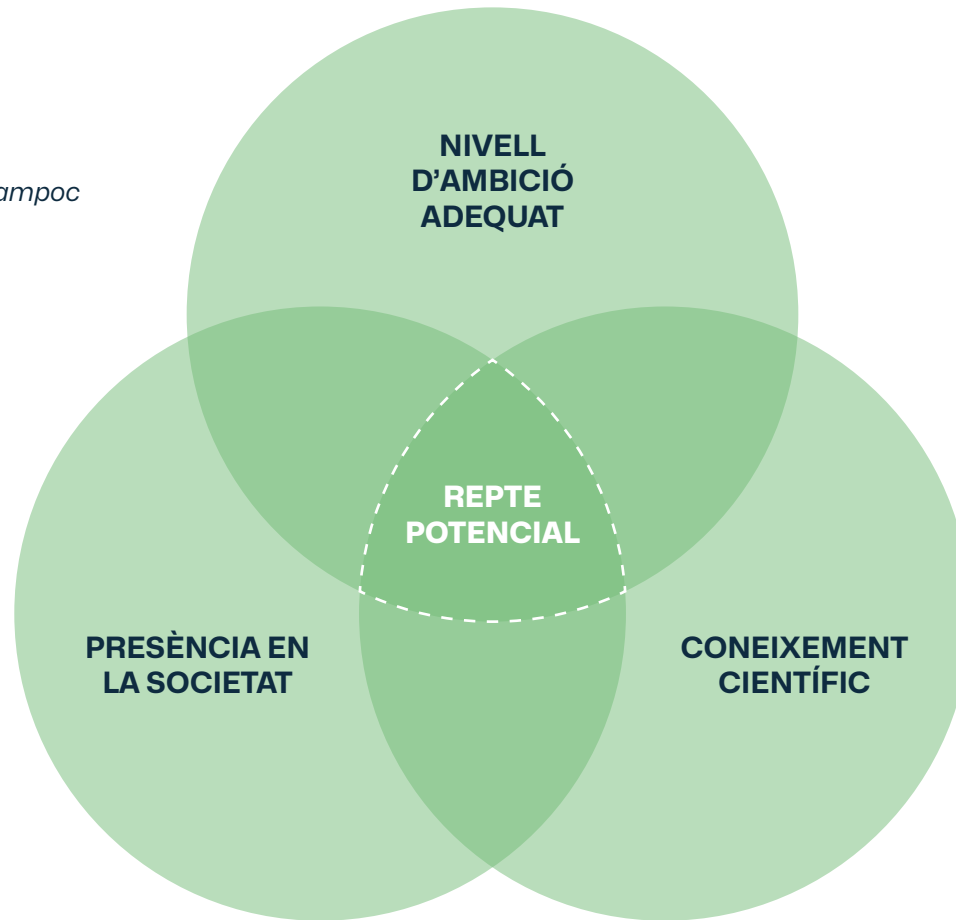 NIVELL
D’AMBICIÓ
ADEQUAT
ampoc
REPTE
POTENCIAL
PRESÈNCIA EN
LA SOCIETAT
CONEIXEMENT
CIENTÍFIC